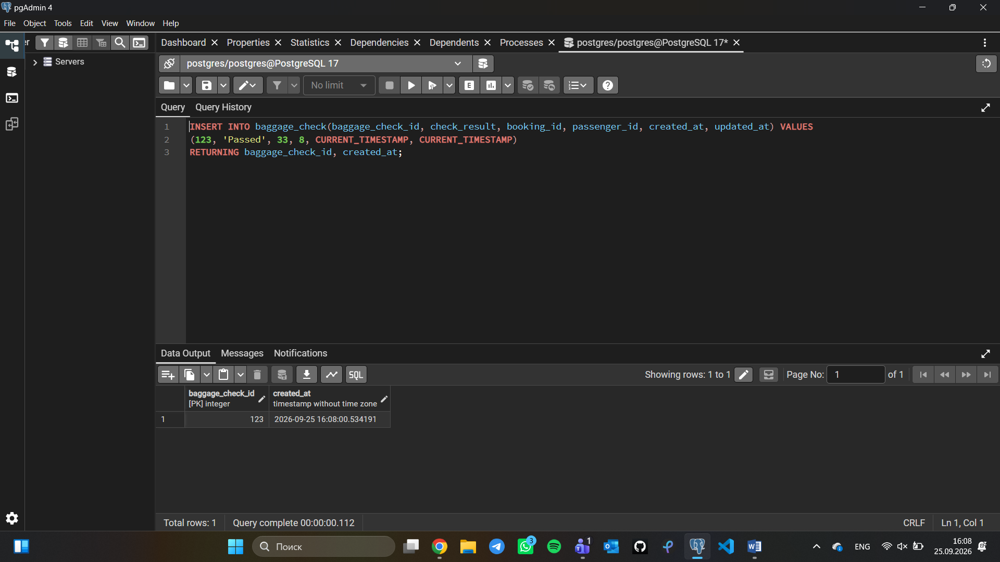 pgAdmin 4
File Object Tools Edit View Window Help
er
Dashboard Properties Statistics Dependencies Dependents Processes postgres/postgres@PostgreSQL 17*
Servers
postgres/postgres@PostgreSQL 17
No limit
E
Query Query History
1 INSERT INTO baggage_check(baggage_check_id, check_result, booking_id, passenger_id, created_at, updated_at) VALUES
2 (123, 'Passed', 33, 8, CURRENT_TIMESTAMP, CURRENT_TIMESTAMP)
3 RETURNING baggage_check_id, created_at;
Data Output Messages Notifications
SQL Showing rows: 1 to 1 Page No: 1 of 1
baggage_check_id created_at
[PK] integer timestamp without time zone
1 123 2026-09-25 16:08:00.534191
Total rows: 1 Query complete 00:00:00.112 CRLF Ln 1, Col 1
Поиск 3 1 ENG 16:08
25.09.2026